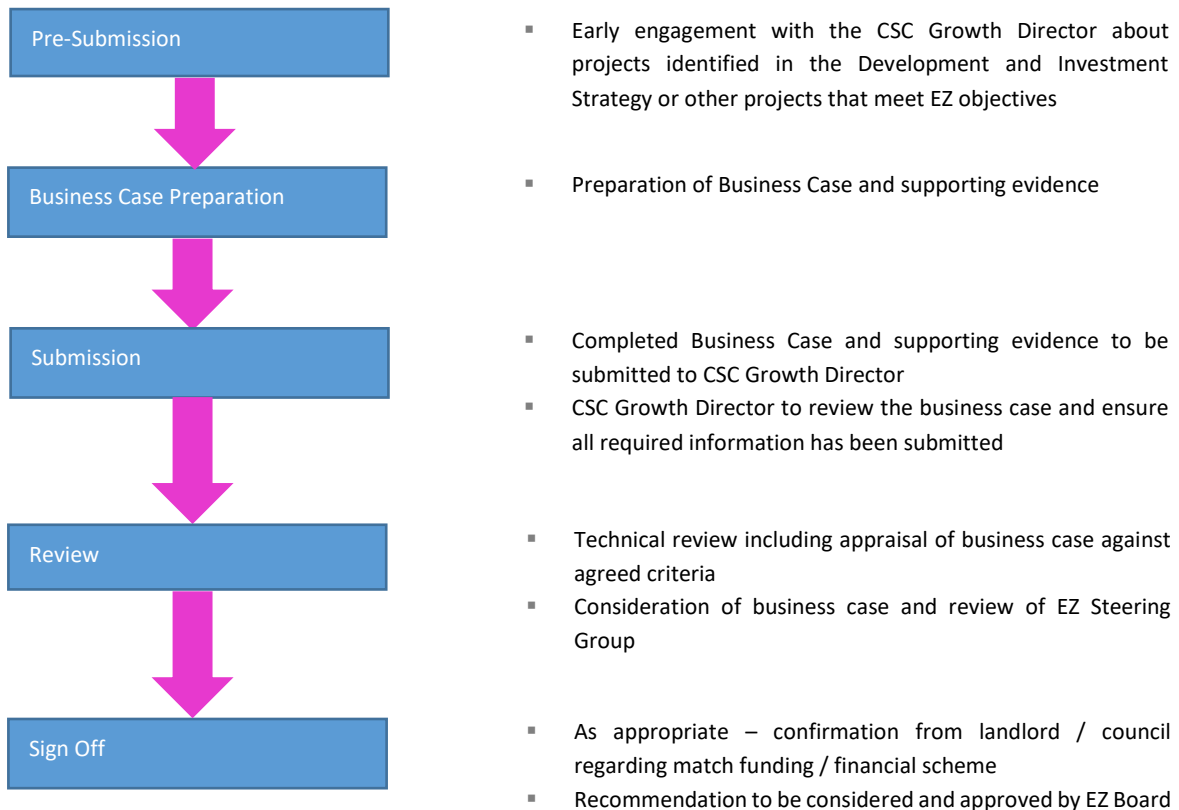 Pre-Submission
▪ Early engagement with the CSC Growth Director about
projects identified in the Development and Investment
Strategy or other projects that meet EZ objectives
Business Case Preparation
▪ Preparation of Business Case and supporting evidence
Submission
▪ Completed Business Case and supporting evidence to be
submitted to CSC Growth Director
▪ CSC Growth Director to review the business case and ensure
all required information has been submitted
Review
▪ Technical review including appraisal of business case against
agreed criteria
▪ Consideration of business case and review of EZ Steering
Group
Sign Off
▪ As appropriate – confirmation from landlord / council
regarding match funding / financial scheme
▪ Recommendation to be considered and approved by EZ Board